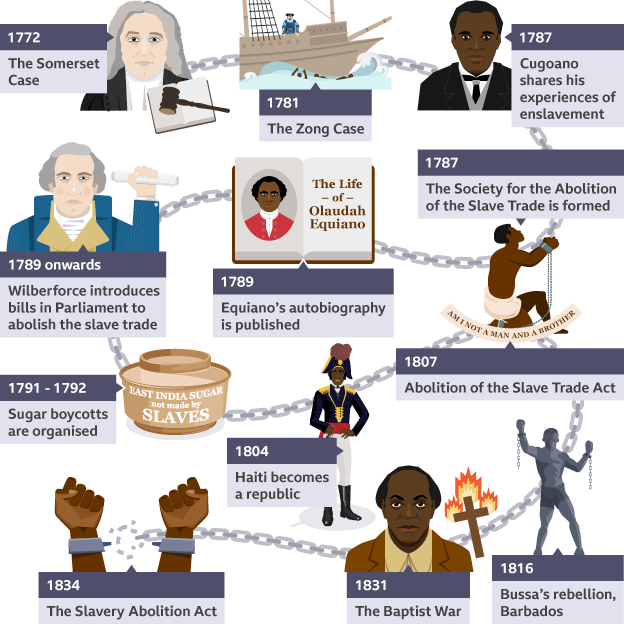 1772
The Somerset
Case
1781
The Zong Case
1787
Cugoano
shares his
experiences of
enslavement
1787
The Society for the Abolition
of the Slave Trade is formed
AM I NOT A MAN AND A BROTHER
The Life
– of –
Olaudah
Equiano
1789
Equiano's autobiography
is published
1789 onwards
Wilberforce introduces
bills in Parliament to
abolish the slave trade
1791 - 1792
Sugar boycotts
are organised
EAST INDIA SUGAR
not made by
SLAVES
1804
Haiti becomes
a republic
1807
Abolition of the Slave Trade Act
1816
Bussa's rebellion,
Barbados
1831
The Baptist War
1834
The Slavery Abolition Act